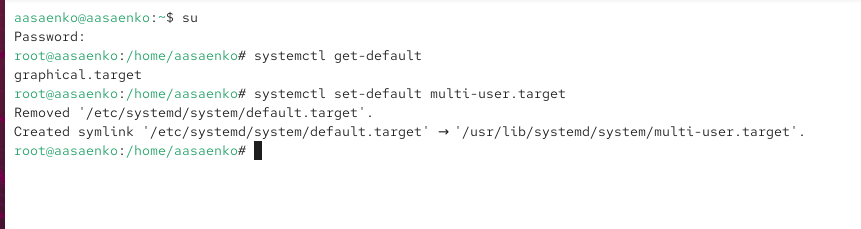 aasaenko@aasaenko:~$ su
Password:
root@aasaenko:/home/aasaenko# systemctl get-default
graphical.target
root@aasaenko:/home/aasaenko# systemctl set-default multi-user.target
Removed '/etc/systemd/system/default.target'.
Created symlink '/etc/systemd/system/default.target' → '/usr/lib/systemd/system/multi-user.target'.
root@aasaenko:/home/aasaenko#